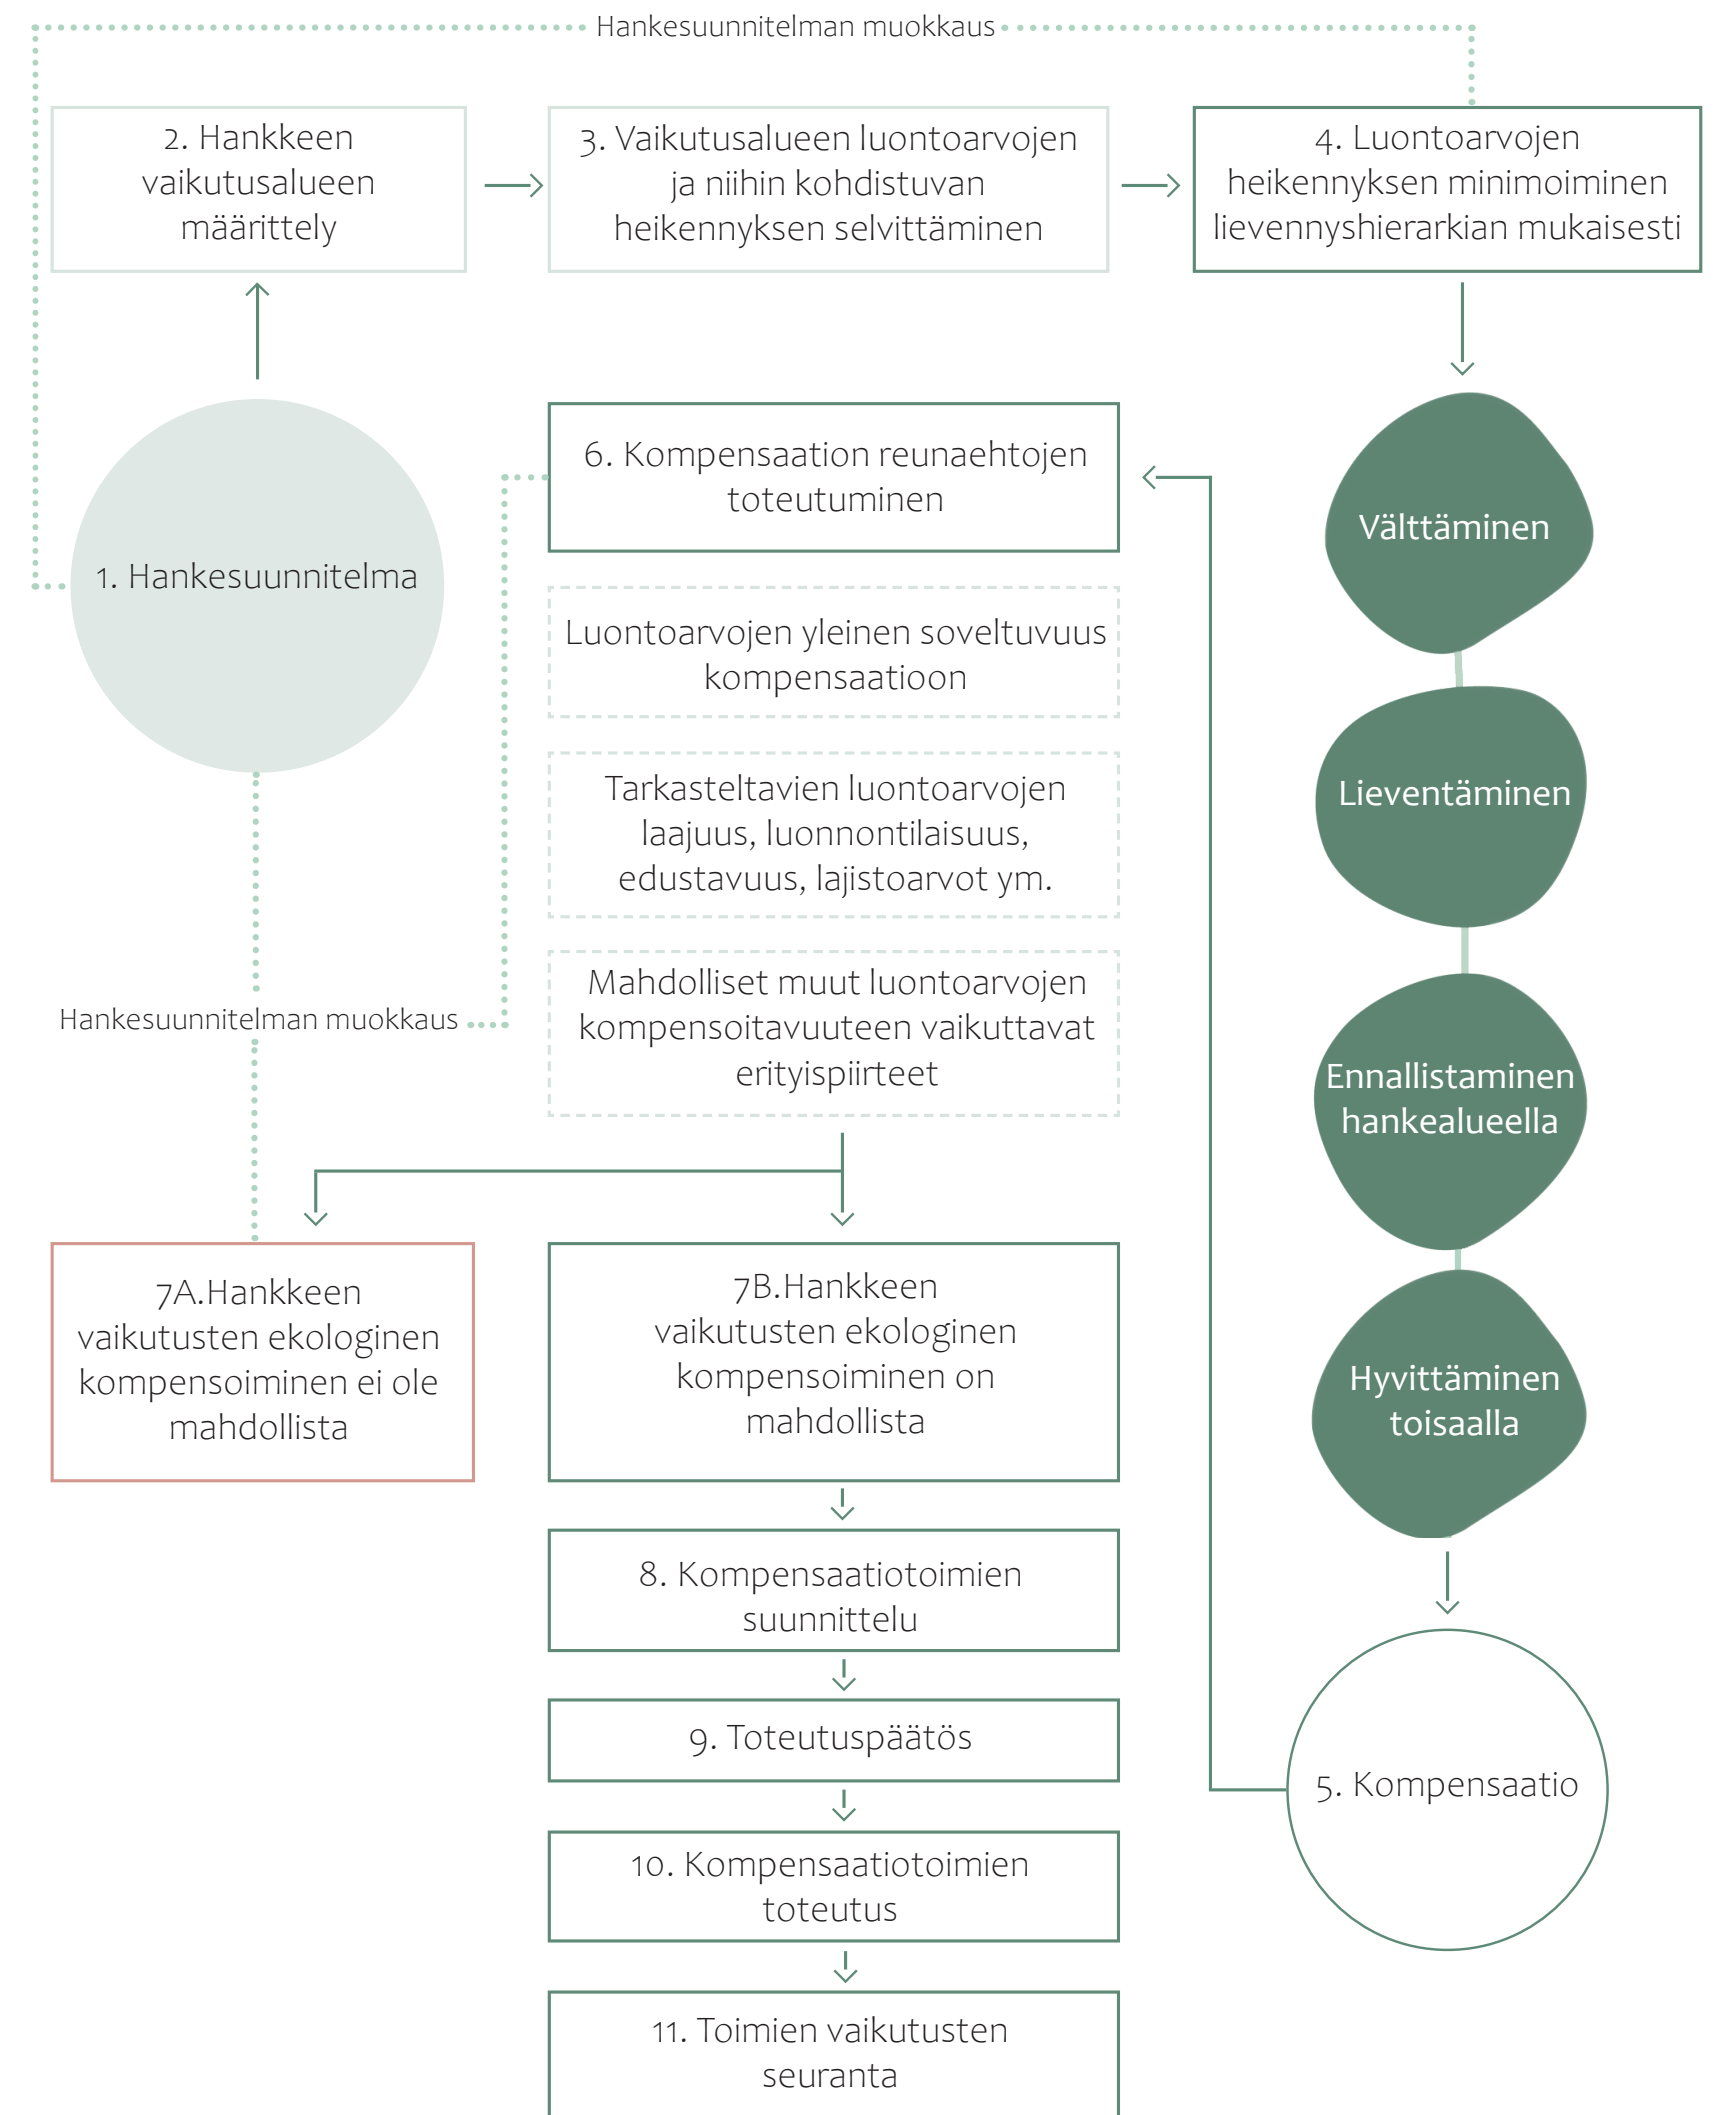 Hankesuunnitelman muokkaus
2. Hankkeen
vaikutusalueen
määrittely
3. Vaikutusalueen luontoarvojen
ja niihin kohdistuvan
heikennyksen selvittäminen
4. Luontoarvojen
heikennyksen minimoiminen
lievennyshierarkian mukaisesti
1. Hankesuunnitelma
Välttäminen
Lieventäminen
Ennallistaminen
hankealueella
Hyvittäminen
toisaalla
5. Kompensaatio
6. Kompensaation reunaehtojen
toteutuminen
Luontoarvojen yleinen soveltuvuus
kompensaatioon
Tarkasteltavien luontoarvojen
laajuus, luonnontilaisuus,
edustavuus, lajistoarvot ym.
Mahdolliset muut luontoarvojen
kompensoitavuuteen vaikuttavat
erityispiirteet
Hankesuunnitelman muokkaus
7A.Hankkeen
vaikutusten ekologinen
kompensoiminen ei ole
mahdollista
7B.Hankkeen
vaikutusten ekologinen
kompensoiminen on
mahdollista
8. Kompensaatiotoimien
suunnittelu
9. Toteutuspäätös
10. Kompensaatiotoimien
toteutus
11. Toimien vaikutusten
seuranta